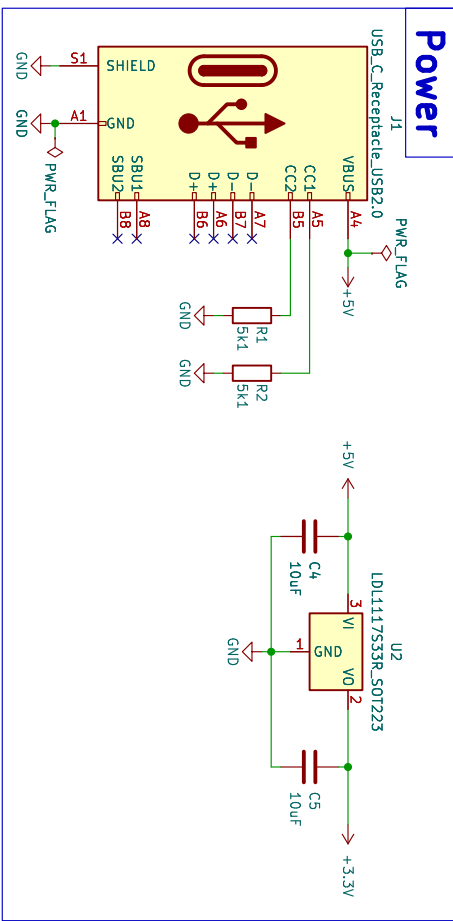 Power
J1
USB_C_Receptacle_USB2.0
SHIELD
S1
GND
GND
A1
GND
PWR_FLAG
VBUS
A4
PWR_FLAG
+5V
CC1
A5
CC2
B5
D-
A7
D-
B7
D+
A6
D+
B6
SBU1
A8
SBU2
B8
R1
5k1
GND
R2
5k1
GND
+5V
C4
10uF
U2
LDL1117S33R_SOT223
3
VI
GND
1
VO
2
GND
C5
10uF
+3.3V